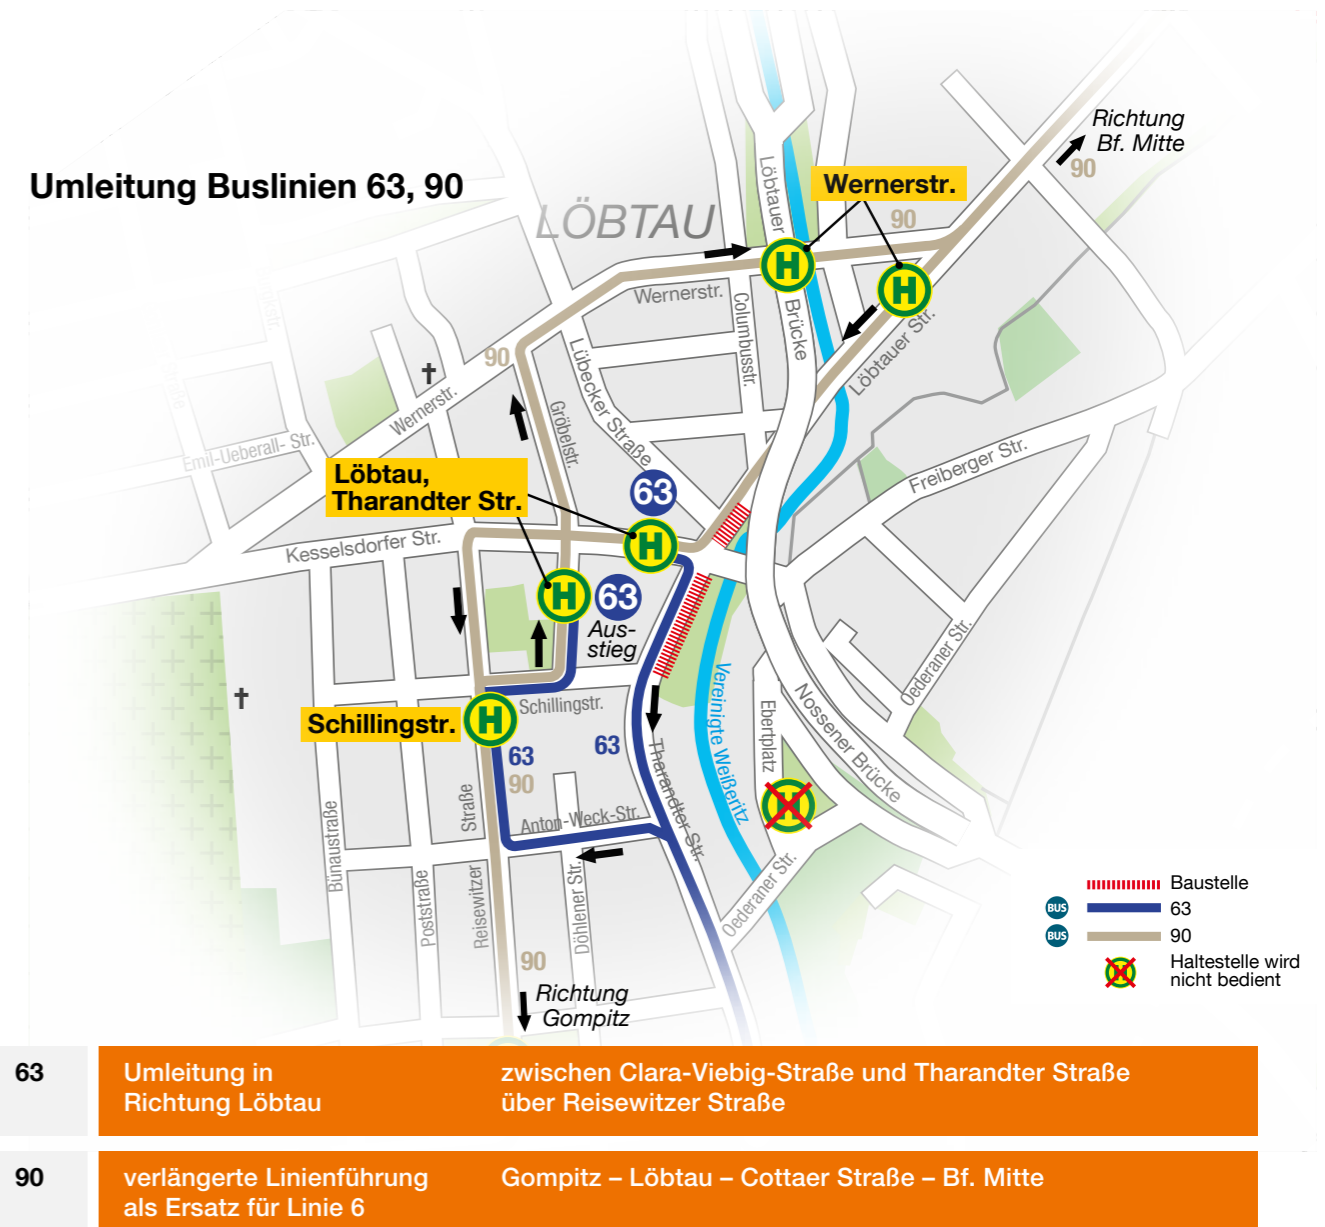 Umleitung Buslinien 63, 90
LÖBTAU
Richtung
Bf. Mitte
90
Wernerstr.
90
Löbtauer
Brücke
H
H
Wernerstr.
Columbusstr.
Löbtauer Str.
90
Lübecker Straße
Wernerstr.
Gröbelstr.
Emil-Ueberall- Str.
Freiberger Str.
Löbtau,
Tharandter Str.
63
H
Kesselsdorfer Str.
H
63
Aus-
stieg
Oederaner Str.
Vereinigte Weißeritz
Ebertplatz
Nossener Brücke
Schillingstr.
Schillingstr.
H
63
90
63
Tharandter Str.
H
Anton-Weck-Str.
Bünaustraße
Poststraße
Reisewitzer
Straße
Döhlener Str.
Oederaner Str.
90
Richtung
Gompitz
Baustelle
BUS 63
BUS 90
H Haltestelle wird
nicht bedient
63 Umleitung in zwischen Clara-Viebig-Straße und Tharandter Straße
Richtung Löbtau über Reisewitzer Straße
90 verlängerte Linienführung Gompitz – Löbtau – Cottaer Straße – Bf. Mitte
als Ersatz für Linie 6